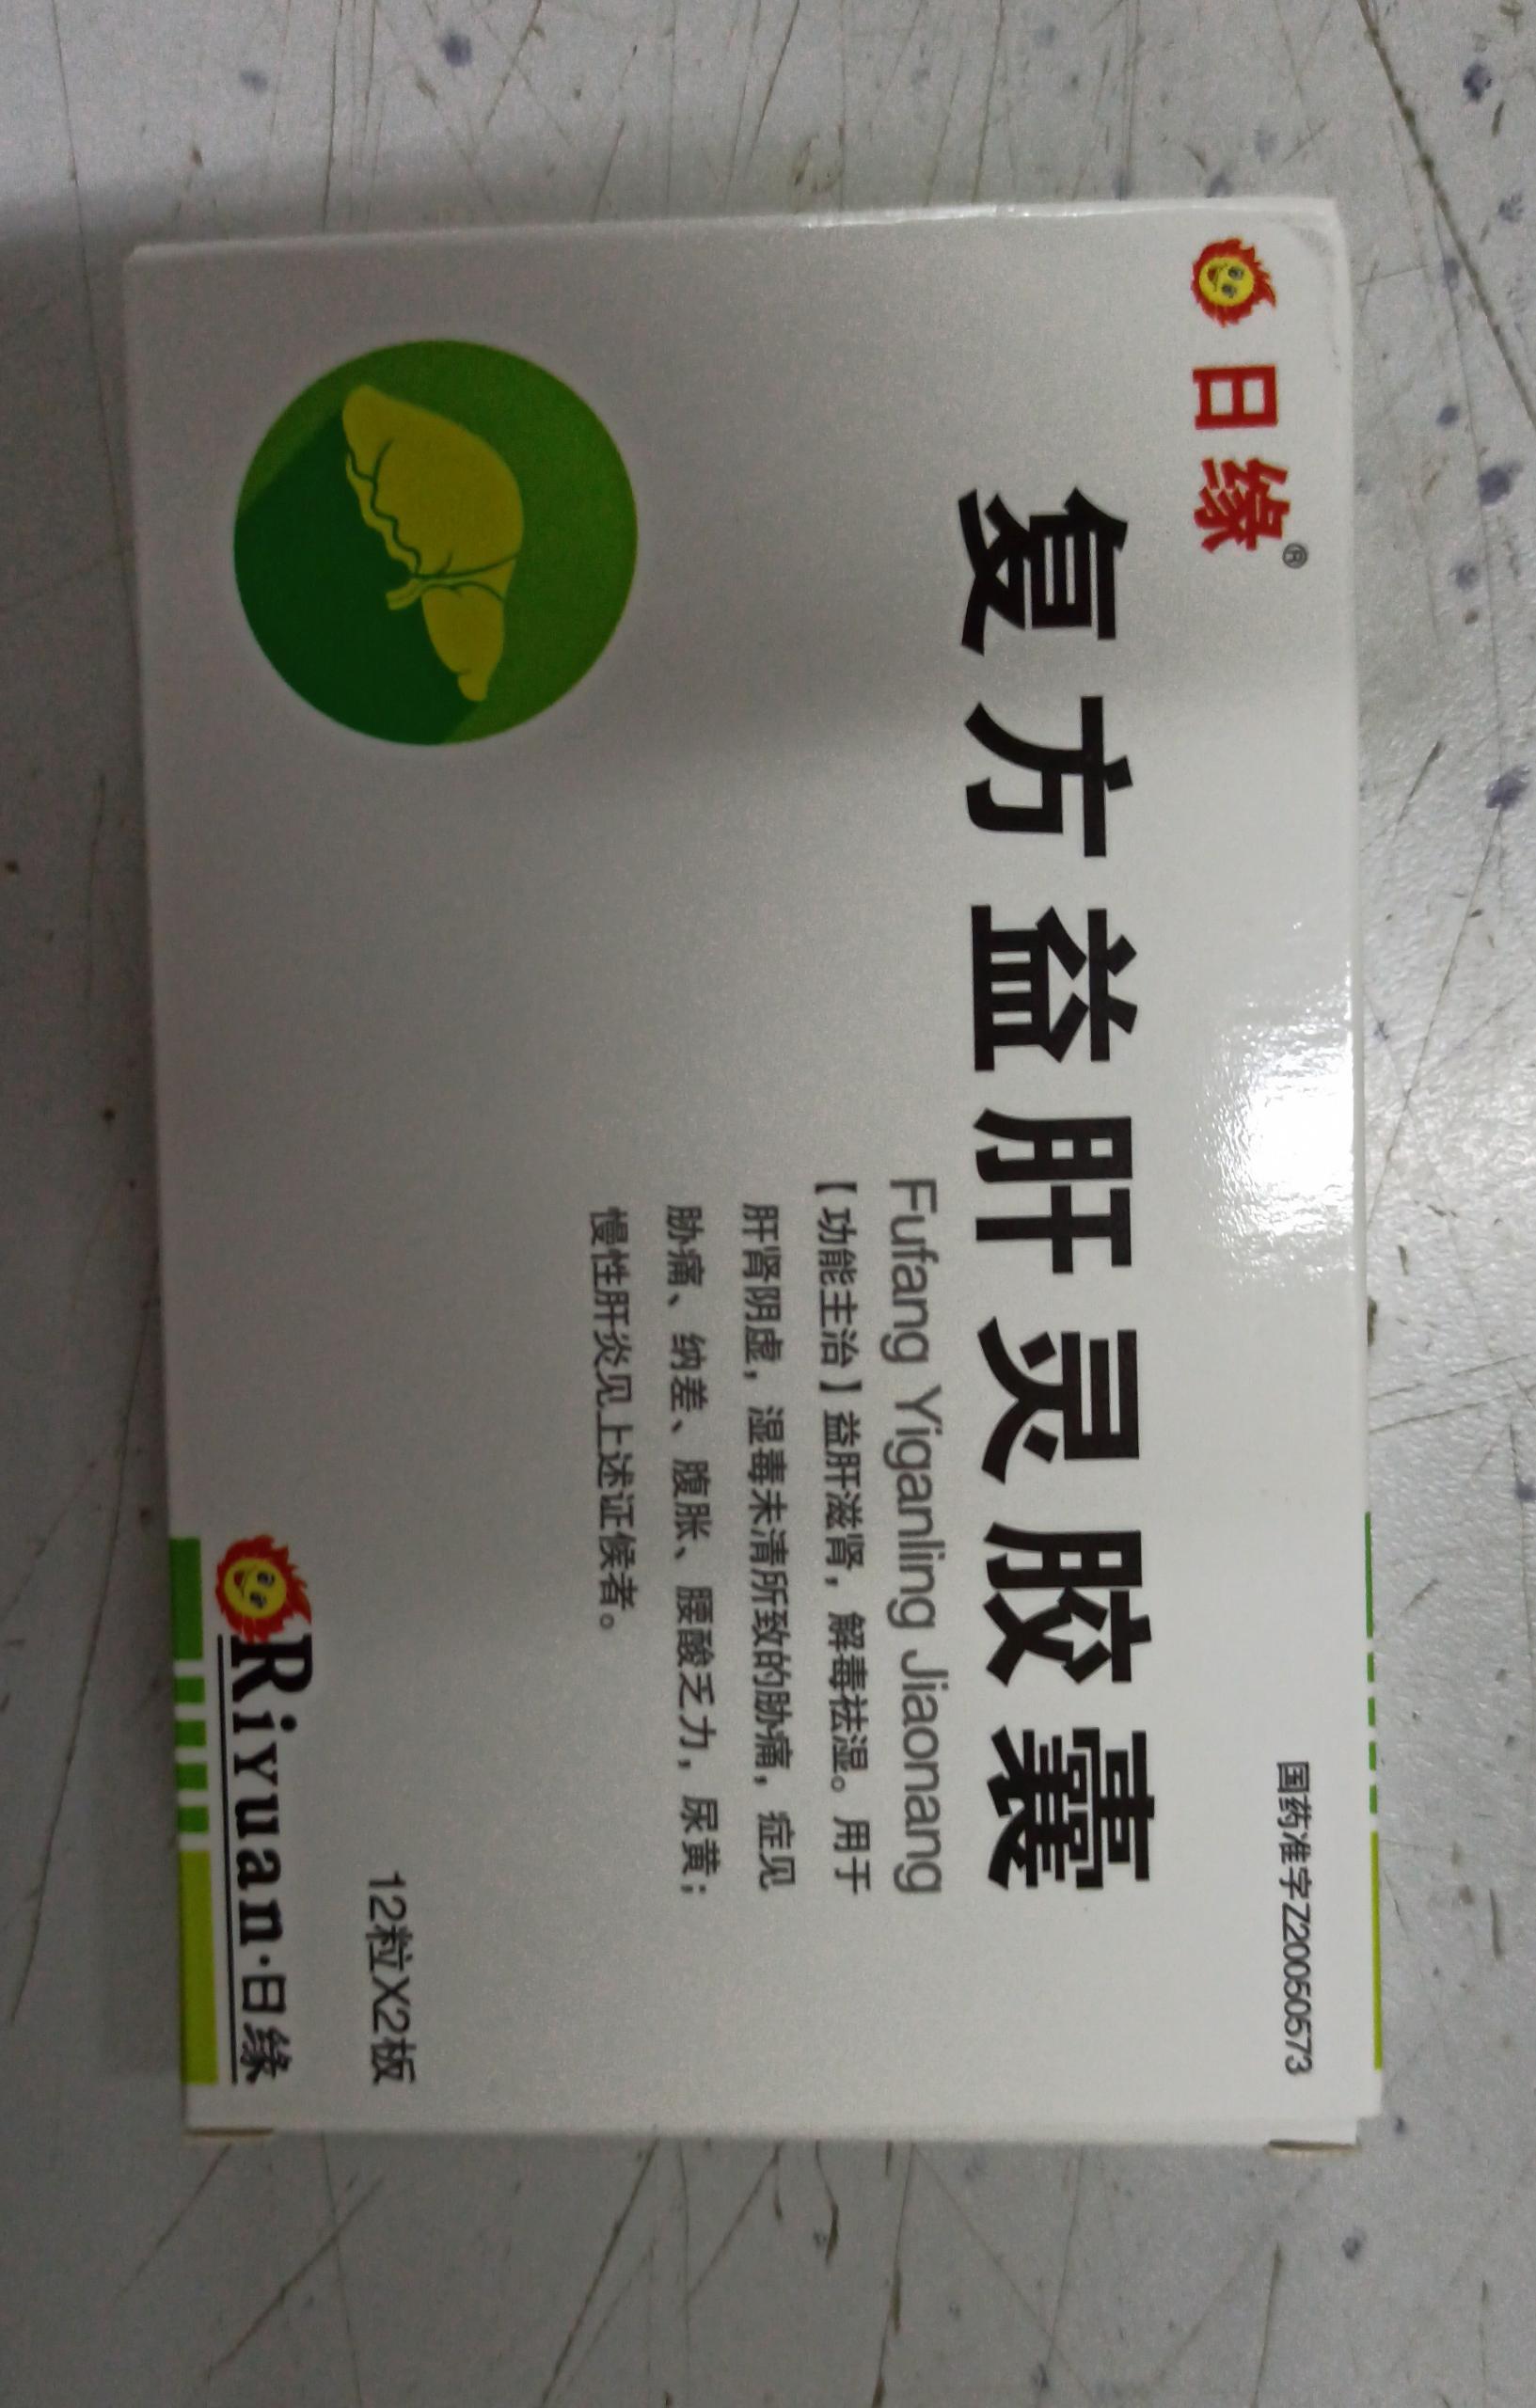 日缘®
国药准字Z20050573
复方益肝灵胶囊
Fufang Yiganling Jiaonang
【功能主治】益肝滋肾，解毒祛湿。用于
肝肾阴虚，湿毒未清所致的胁痛，症见
胁痛、纳差、腹胀、腰酸乏力，尿黄；
慢性肝炎见上述证候者。
12粒X2板
Riyuan·日缘